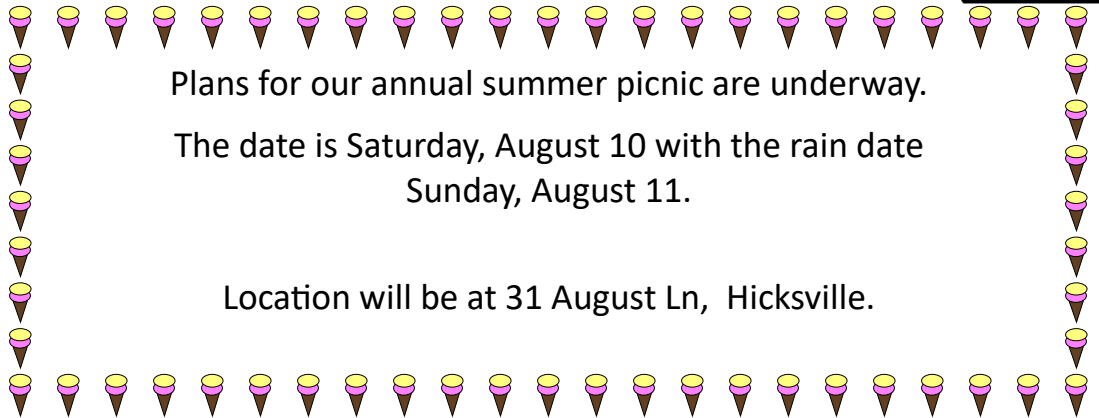 Plans for our annual summer picnic are underway.
The date is Saturday, August 10 with the rain date
Sunday, August 11.
Location will be at 31 August Ln,  Hicksville.